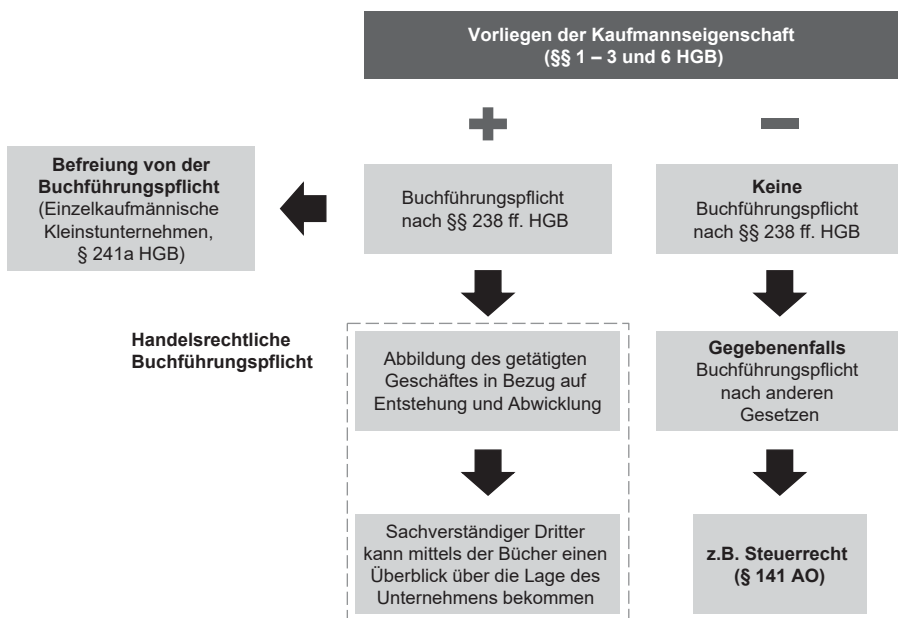 Vorliegen der Kaufmannseigenschaft
(§§ 1 – 3 und 6 HGB)
Befreiung von der
Buchführungspflicht
(Einzelkaufmännische
Kleinstunternehmen,
§ 241a HGB)
Buchführungspflicht
nach §§ 238 ff. HGB
Keine
Buchführungspflicht
nach §§ 238 ff. HGB
Handelsrechtliche
Buchführungspflicht
Abbildung des getätigten
Geschäftes in Bezug auf
Entstehung und Abwicklung
Gegebenenfalls
Buchführungspflicht
nach anderen
Gesetzen
Sachverständiger Dritter
kann mittels der Bücher einen
Überblick über die Lage des
Unternehmens bekommen
z.B. Steuerrecht
(§ 141 AO)